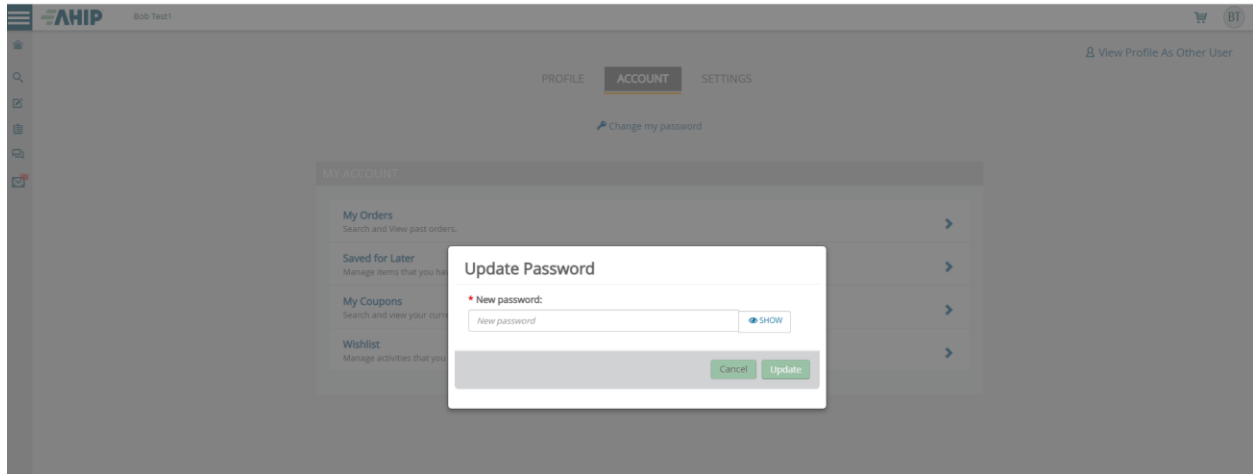 AHIP
Bob Test1
BT
View Profile As Other User
PROFILE
ACCOUNT
SETTINGS
Change my password
MY ACCOUNT
My Orders
Search and View past orders.
Saved for Later
Manage items that you ha
My Coupons
Search and view your curre
Wishlist
Manage activities that you
Update Password
* New password:
New password
SHOW
Cancel
Update